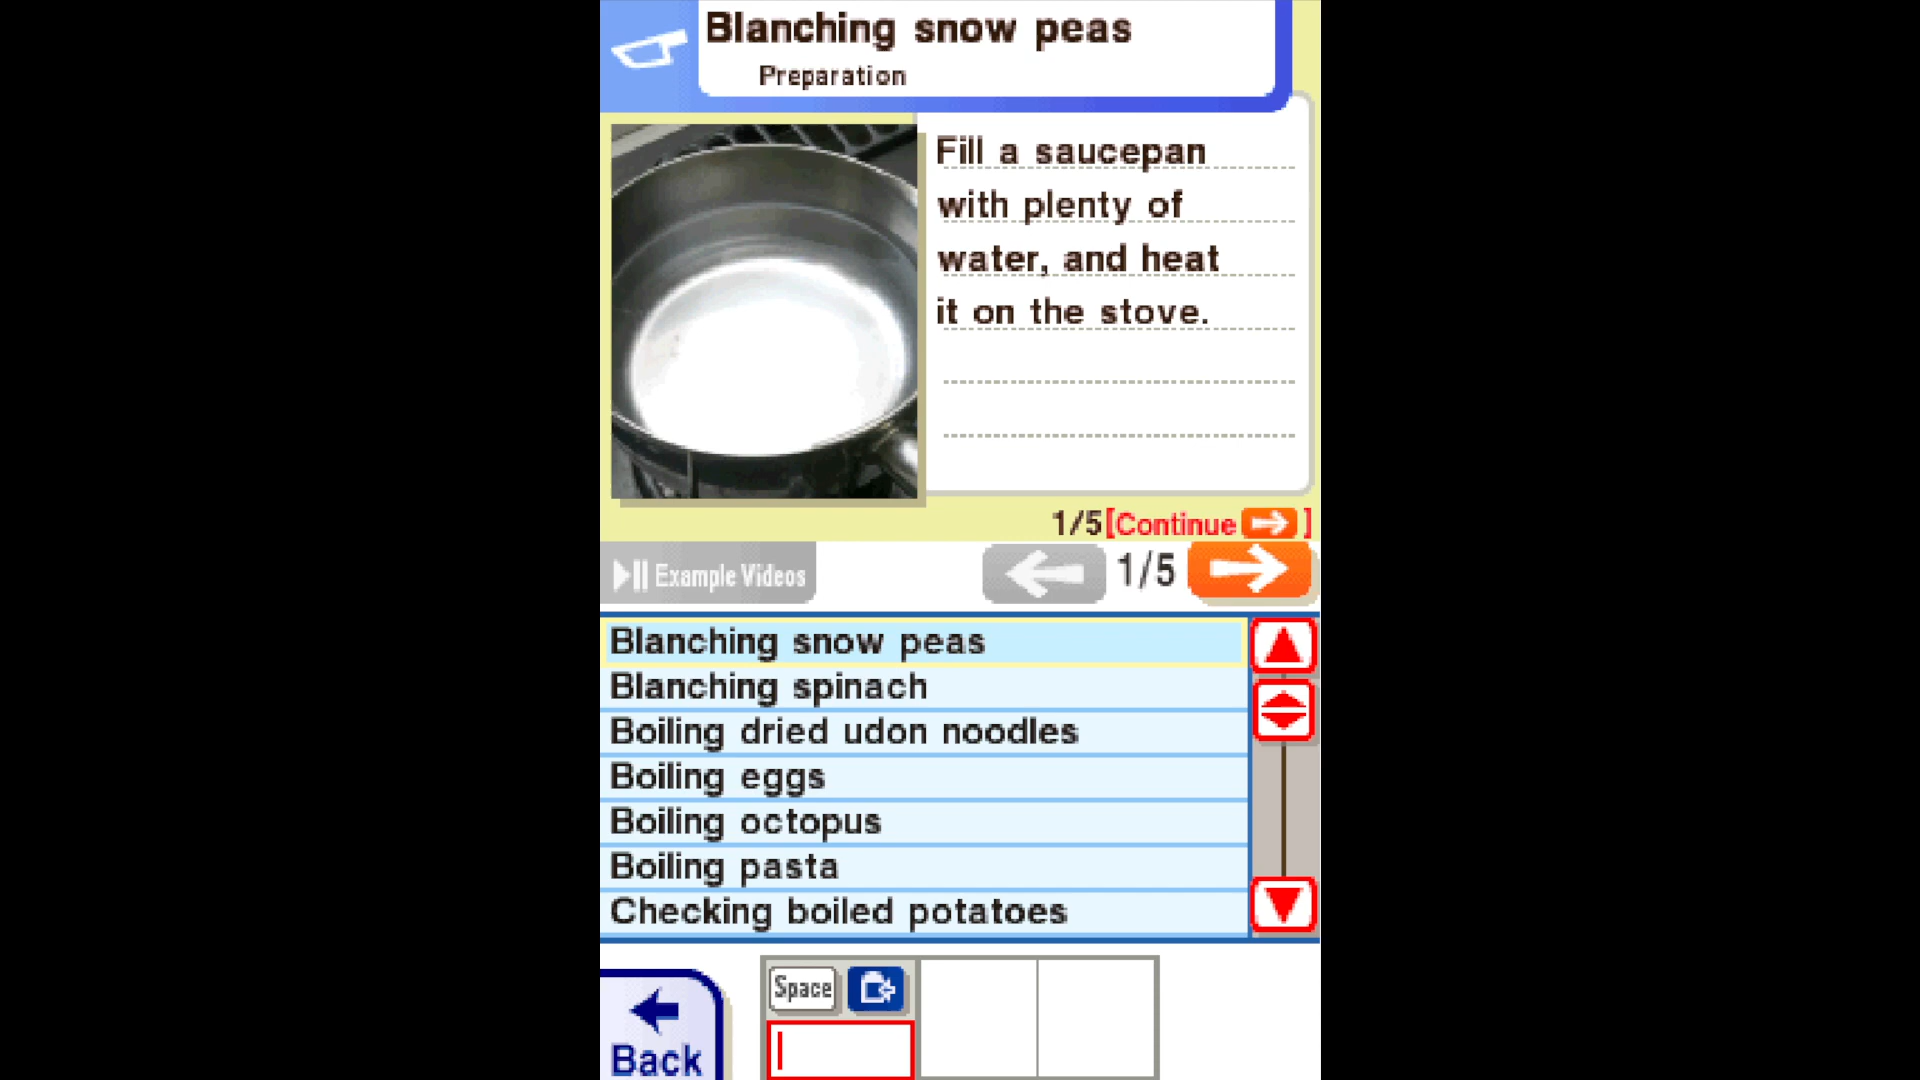 Blanching snow peas
Preparation
Fill a saucepan
with plenty of
water, and heat
it on the stove.
1/5[Continue ]
Example Videos
1/5
Blanching snow peas
Blanching spinach
Boiling dried udon noodles
Boiling eggs
Boiling octopus
Boiling pasta
Checking boiled potatoes
Space
Back